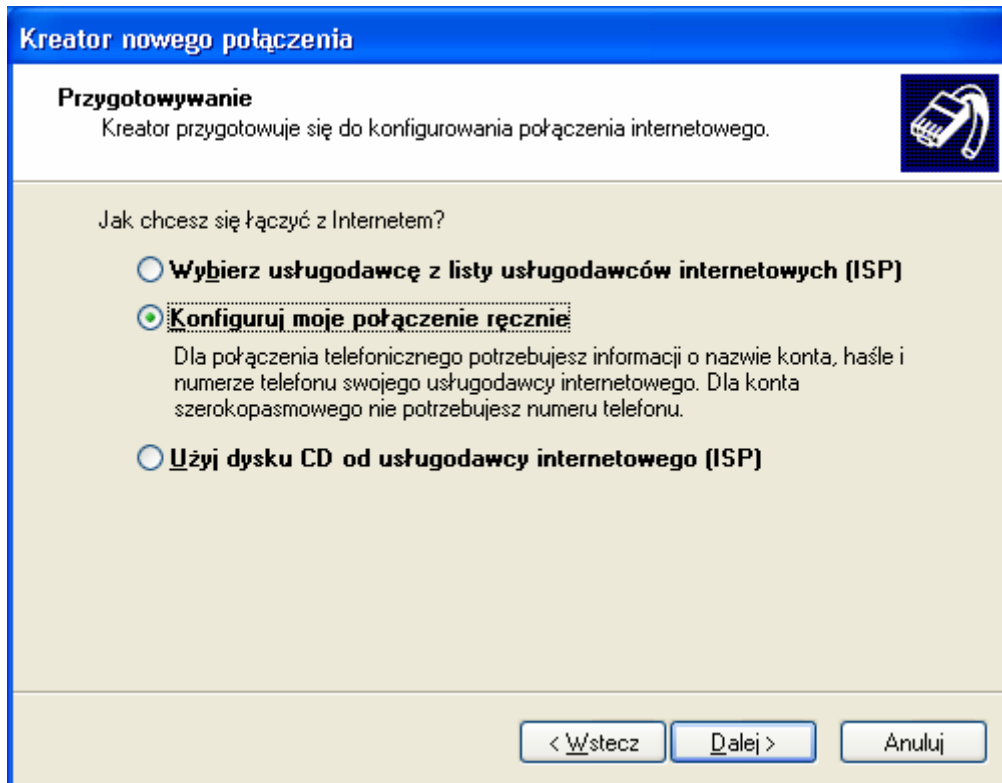 Kreator nowego połączenia
Przygotowywanie
Kreator przygotowuje się do konfigurowania połączenia internetowego.
Jak chcesz się łączyć z Internetem?
Wybierz usługodawcę z listy usługodawców internetowych (ISP)
Konfiguruj moje połączenie ręcznie
Dla połączenia telefonicznego potrzebujesz informacji o nazwie konta, haśle i
numerze telefonu swojego usługodawcy internetowego. Dla konta
szerokopasmowego nie potrzebujesz numeru telefonu.
Użyj dysku CD od usługodawcy internetowego (ISP)
< Wstecz Dalej > Anuluj